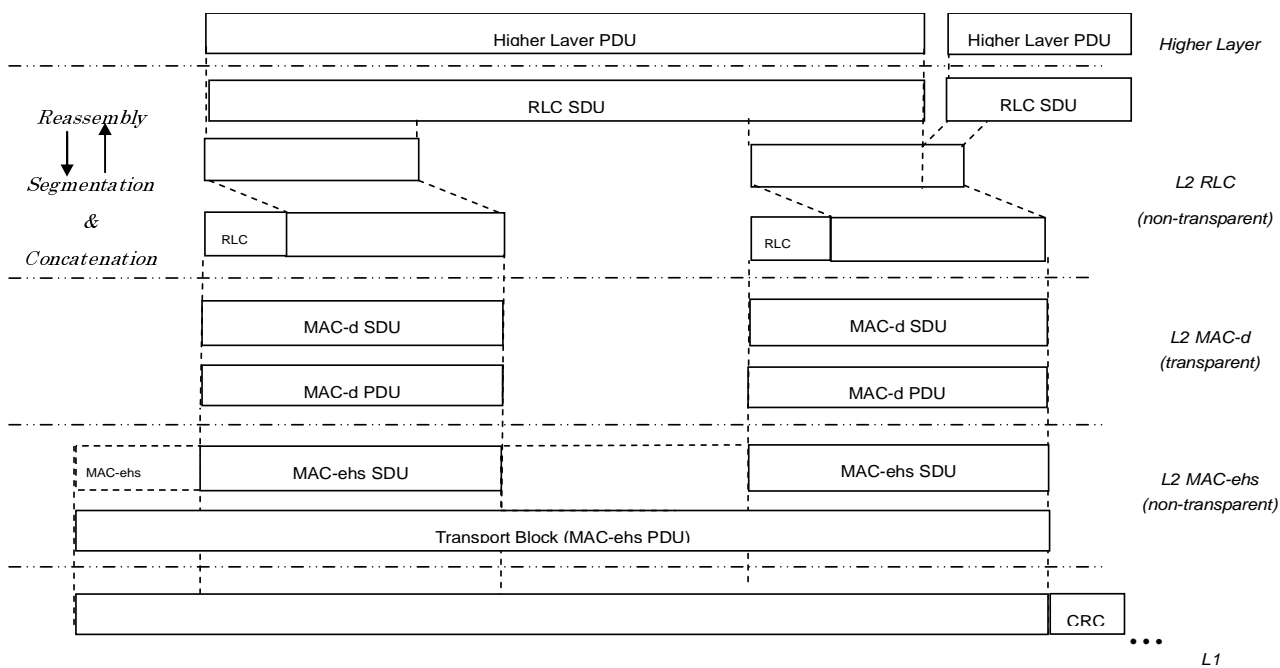 Higher Layer PDU
Higher Layer PDU
Higher Layer
RLC SDU
RLC SDU
Reassembly
Segmentation
&
Concatenation
L2 RLC
(non-transparent)
RLC
RLC
MAC-d SDU
MAC-d SDU
L2 MAC-d
(transparent)
MAC-d PDU
MAC-d PDU
MAC-ehs
MAC-ehs SDU
MAC-ehs SDU
L2 MAC-ehs
(non-transparent)
Transport Block (MAC-ehs PDU)
CRC
•••
L1